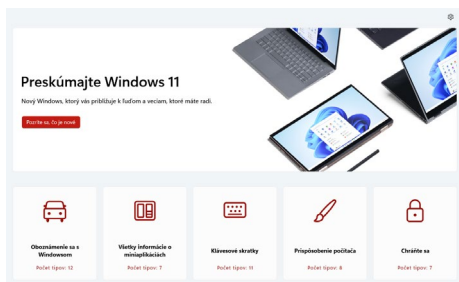 Preskúmajte Windows 11
Nový Windows, ktorý vás približuje k ľuďom a veciam, ktoré máte radi.
Pozrite sa, čo je nové
Oboznámenie sa s
Windowsom
Počet tipov: 12
Všetky informácie o
miniaplikáciách
Počet tipov: 7
Klávesové skratky
Počet tipov: 11
Prispôsobenie počítača
Počet tipov: 8
Chráňte sa
Počet tipov: 7